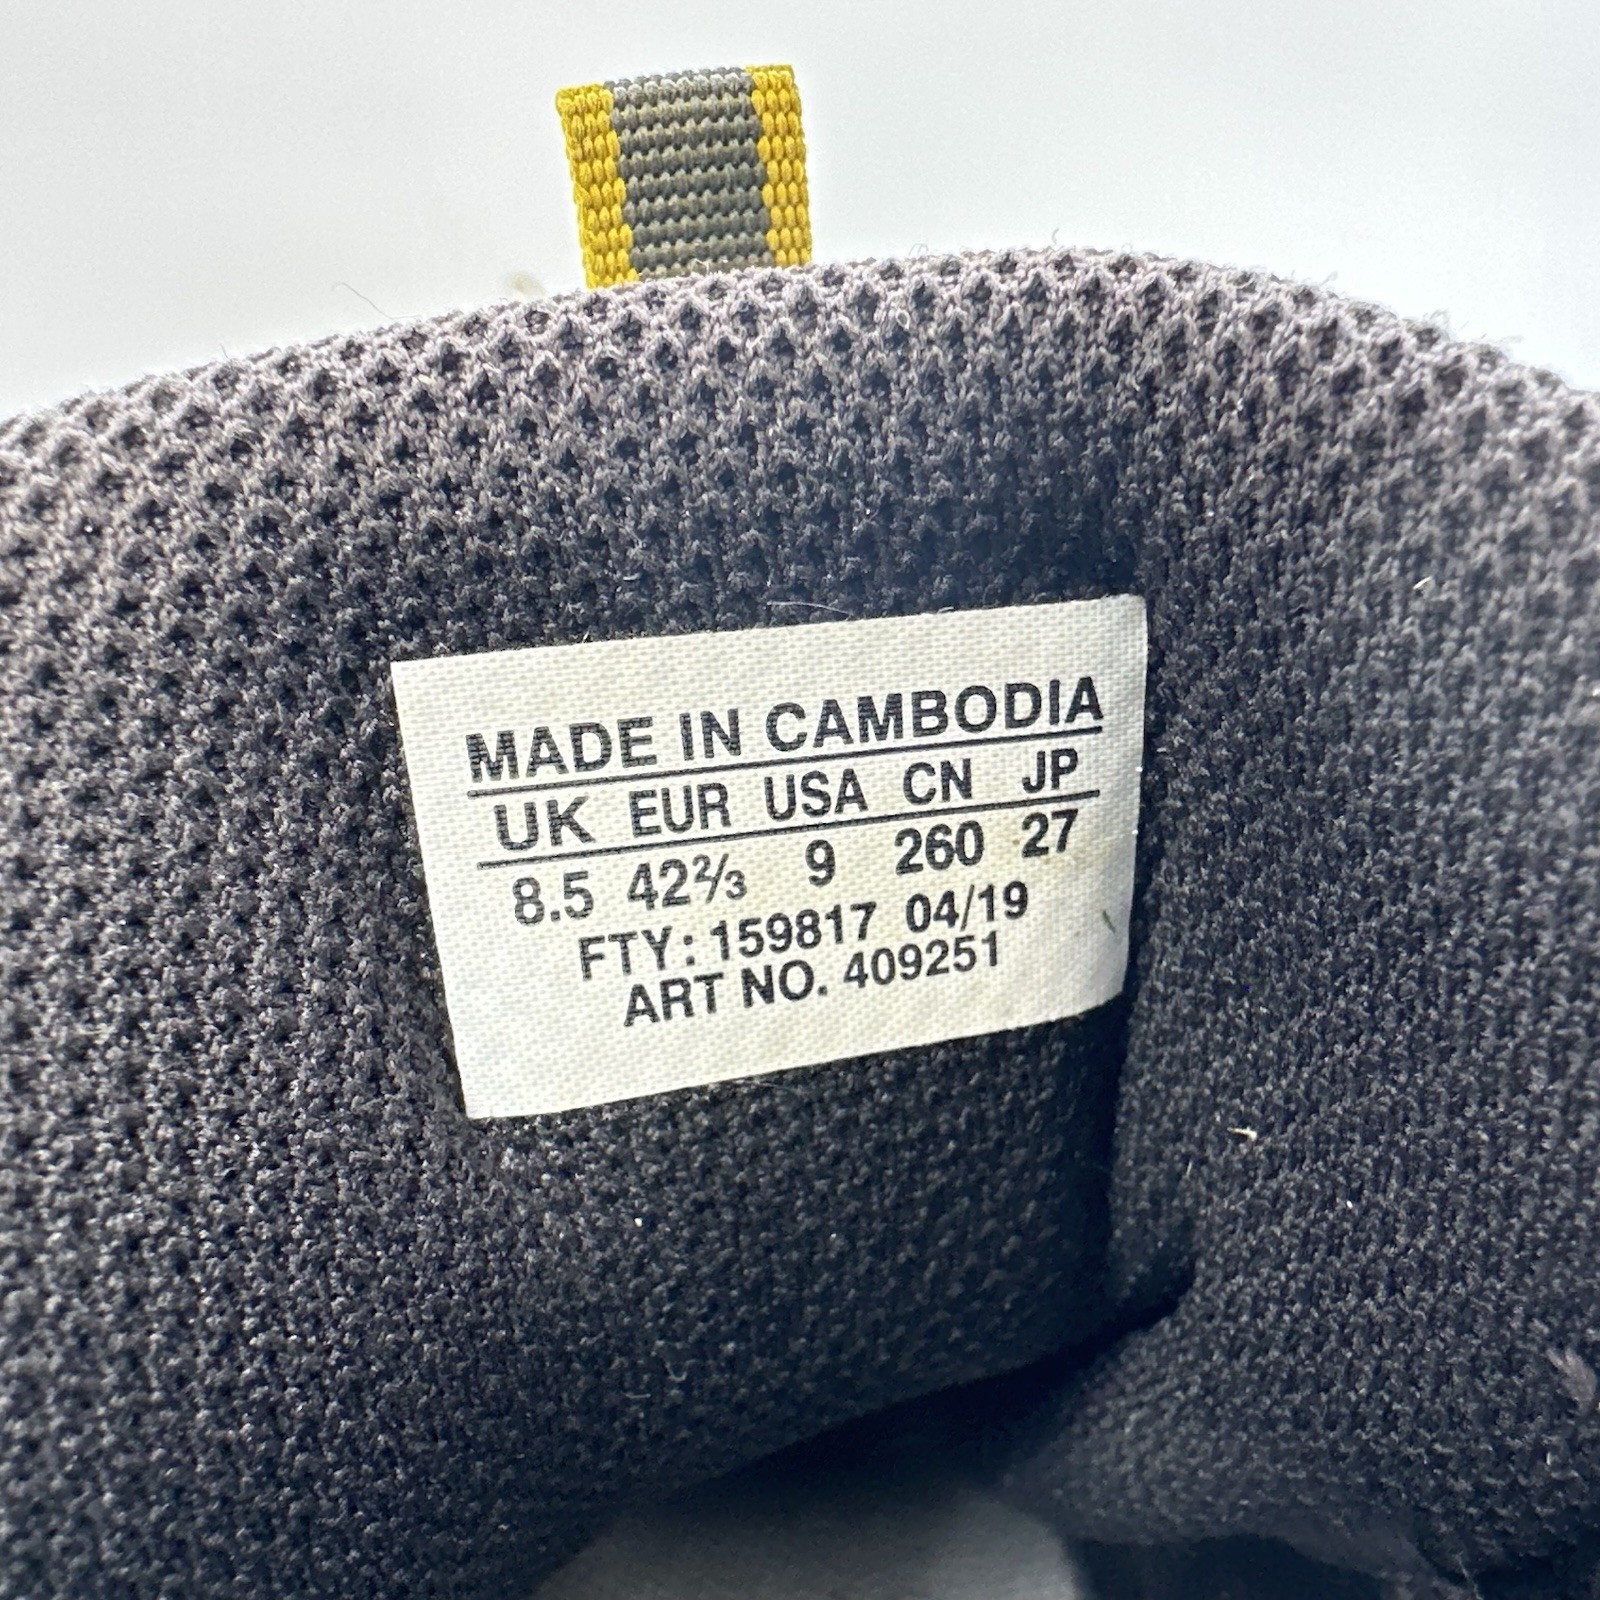 MADE IN CAMBODIA
UK EUR USA CN JP
8.5 42⅔ 9 260 27
FTY: 159817 04/19
ART NO. 409251